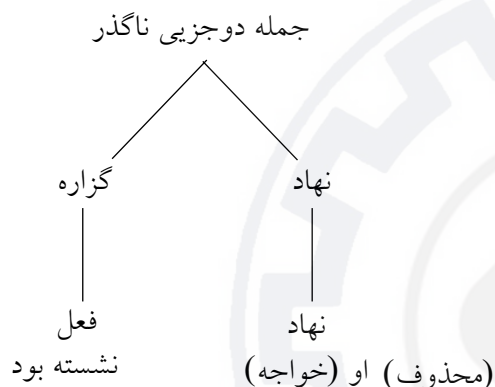 جمله دوجزیی ناگذر
نهاد
گزاره
نهاد
فعل
(محذوف) او (خواجه)
نشسته بود